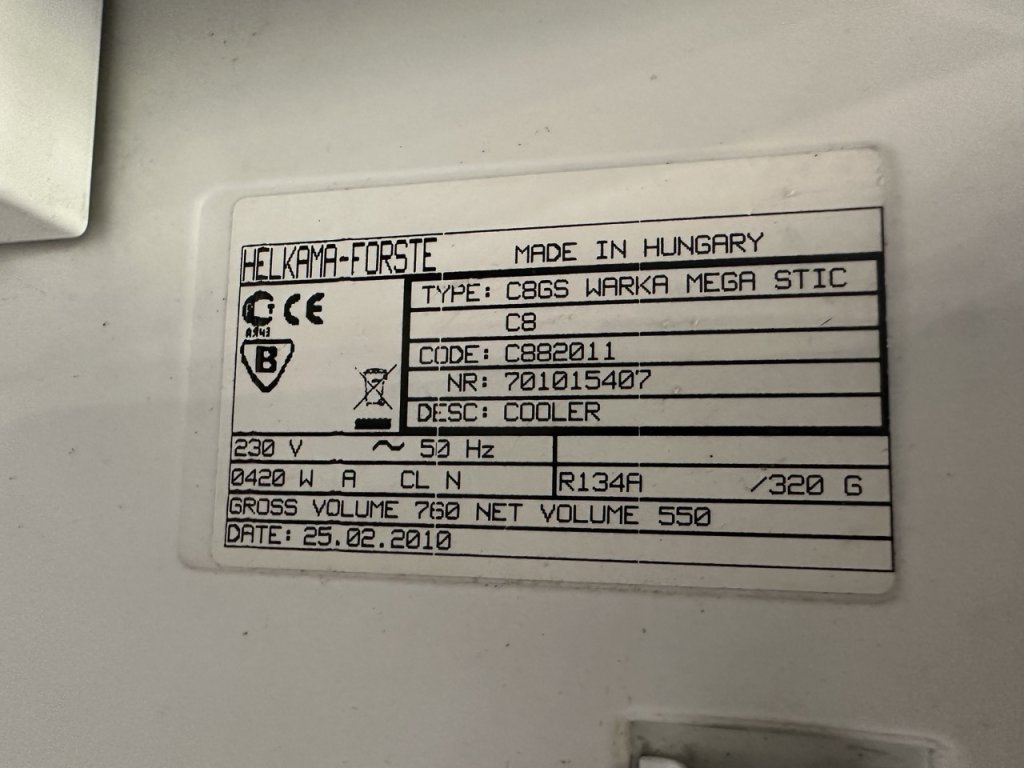 HELKAMA-FORSTE MADE IN HUNGARY
TYPE: C8GS WARKA MEGA STIC
C8
CE
CODE: C882011
B
NR: 701015407
DESC: COOLER
230 V ~ 50 Hz
0420 W A CL N R134A /320 G
GROSS VOLUME 760 NET VOLUME 550
DATE: 25.02.2010